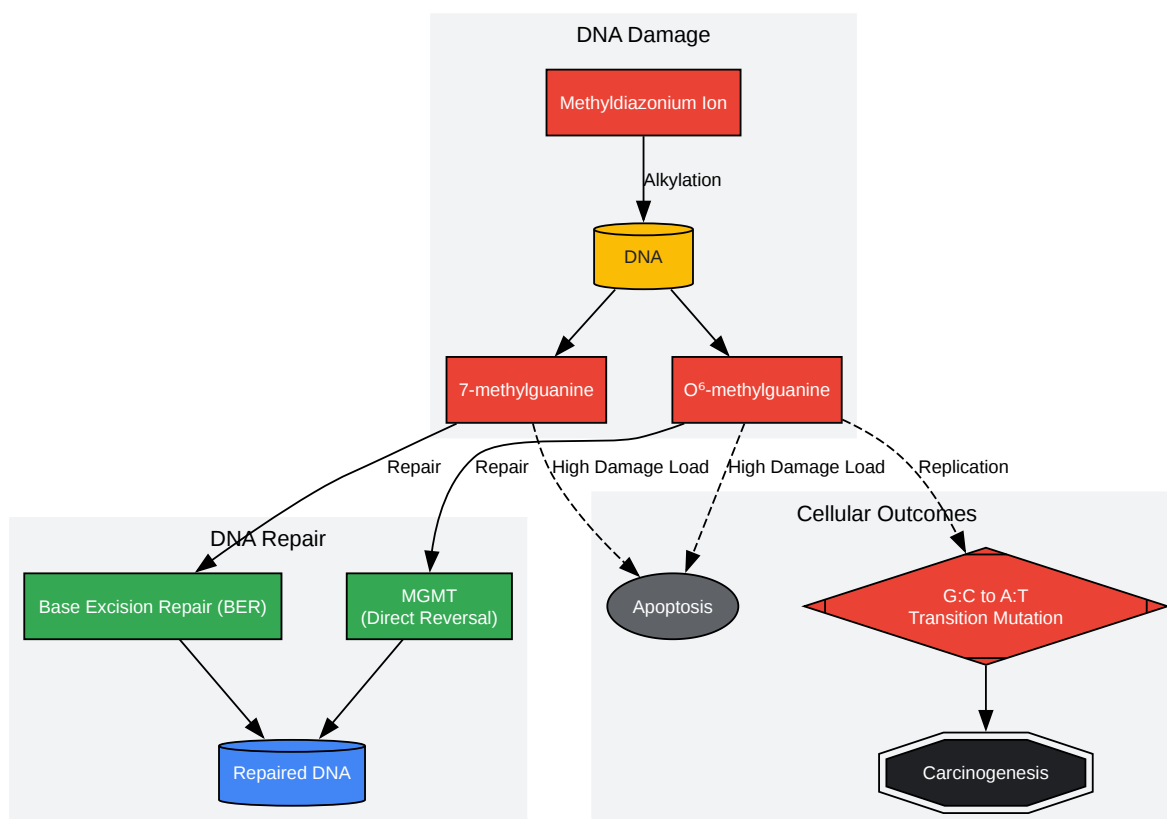 DNA Damage
Methyldiazonium Ion
Alkylation
DNA
7-methylguanine
O⁶-methylguanine
Repair
Repair
High Damage Load
High Damage Load
Replication
DNA Repair
Cellular Outcomes
Base Excision Repair (BER)
MGMT
(Direct Reversal)
Apoptosis
G:C to A:T
Transition Mutation
Repaired DNA
Carcinogenesis